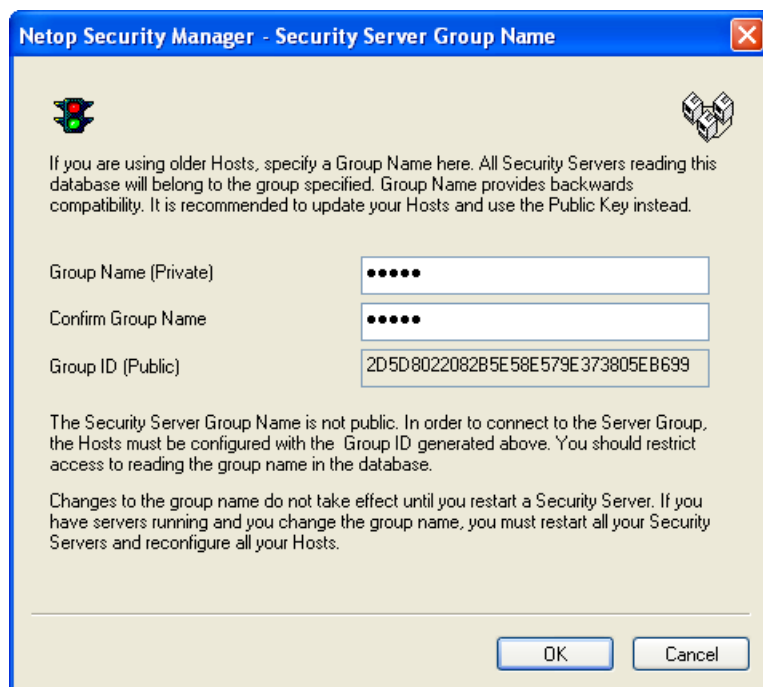 Netop Security Manager - Security Server Group Name
If you are using older Hosts, specify a Group Name here. All Security Servers reading this
database will belong to the group specified. Group Name provides backwards
compatibility. It is recommended to update your Hosts and use the Public Key instead.
Group Name (Private)
●●●●●
Confirm Group Name
●●●●●
Group ID (Public)
2D5D8022082B5E58E579E373805EB699
The Security Server Group Name is not public. In order to connect to the Server Group,
the Hosts must be configured with the Group ID generated above. You should restrict
access to reading the group name in the database.
Changes to the group name do not take effect until you restart a Security Server. If you
have servers running and you change the group name, you must restart all your Security
Servers and reconfigure all your Hosts.
OK
Cancel